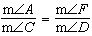 m∠A / m∠C = m∠F / m∠D